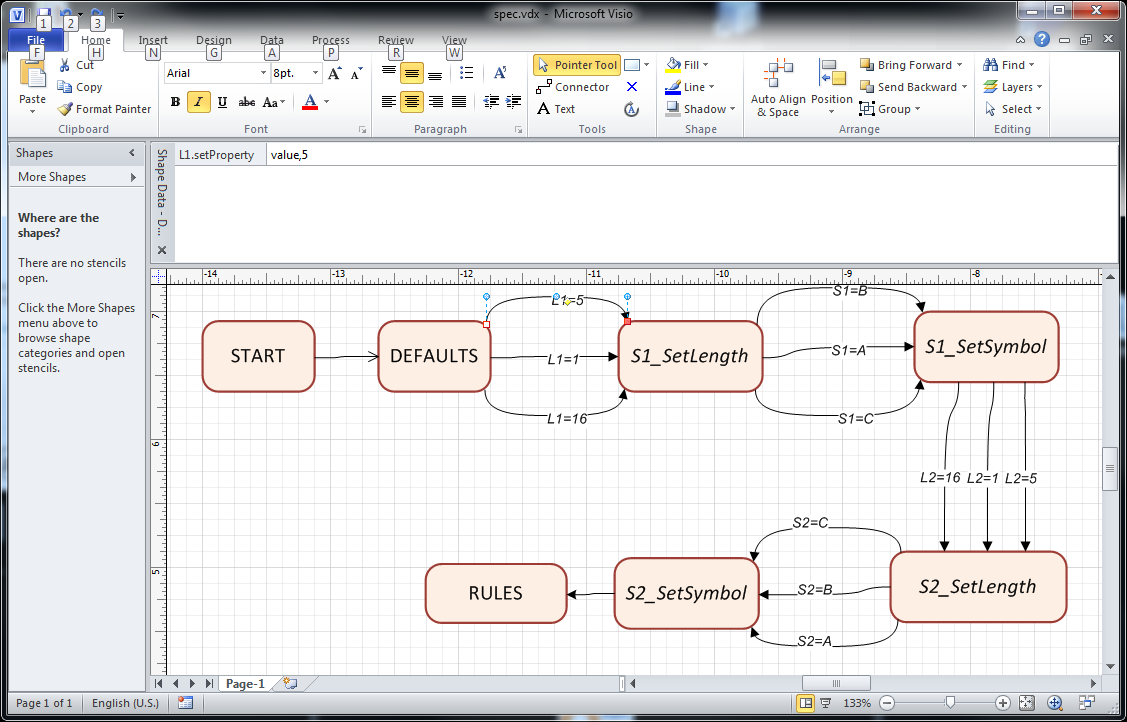 spec.vdx - Microsoft Visio
1 2 3
File Home Insert Design Data Process Review View
F H N G A P R W
Paste
Cut
Copy
Format Painter
Clipboard
Arial 8pt.
B I U abc Aa A
Font
Paragraph
Pointer Tool
Connector
Text
Tools
Fill
Line
Shadow
Shape
Auto Align & Space
Position
Bring Forward
Send Backward
Group
Arrange
Find
Layers
Select
Editing
Shapes
More Shapes
Where are the
shapes?
There are no stencils
open.
Click the More Shapes
menu above to
browse shape
categories and open
stencils.
Shape Data - D...
L1.setProperty value,5
-14 -13 -12 -11 -10 -9 -8
7
6
5
START
DEFAULTS
L1=5
L1=1
L1=16
S1_SetLength
S1=B
S1=A
S1=C
S1_SetSymbol
L2=16 L2=1 L2=5
S2_SetLength
S2=C
S2=B
S2=A
S2_SetSymbol
RULES
Page-1
Page 1 of 1 English (U.S.) 133%